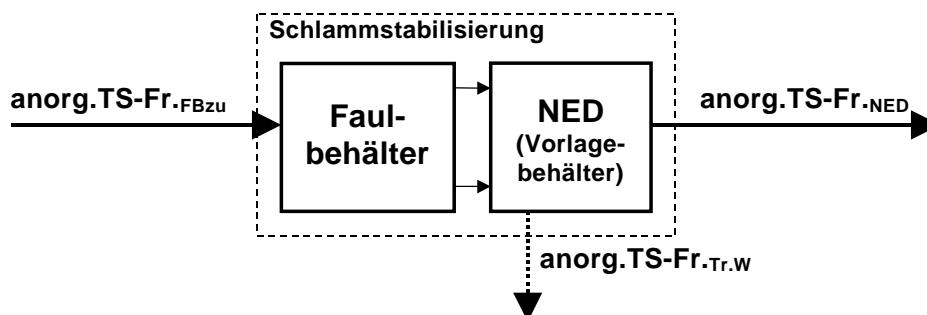 Schlammstabilisierung
anorg.TS-Fr.FBzu
Faul-
behälter
NED
(Vorlage-
behälter)
anorg.TS-Fr.NED
anorg.TS-Fr.Tr.W